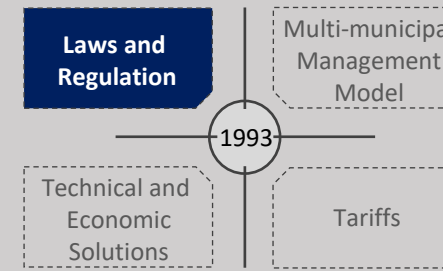 Laws and
Regulation
Multi-municipa
Management
Model
1993
Technical and
Economic
Solutions
Tariffs